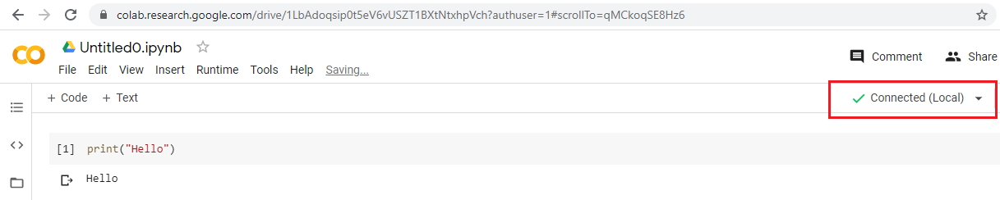 colab.research.google.com/drive/1LbAdoqsip0t5eV6vUSZT1BXtNtxhpVch?authuser=1#scrollTo=qMCkoqSE8Hz6
Untitled0.ipynb
Comment Share
File Edit View Insert Runtime Tools Help Saving...
+ Code + Text Connected (Local)
[1] print("Hello")
Hello